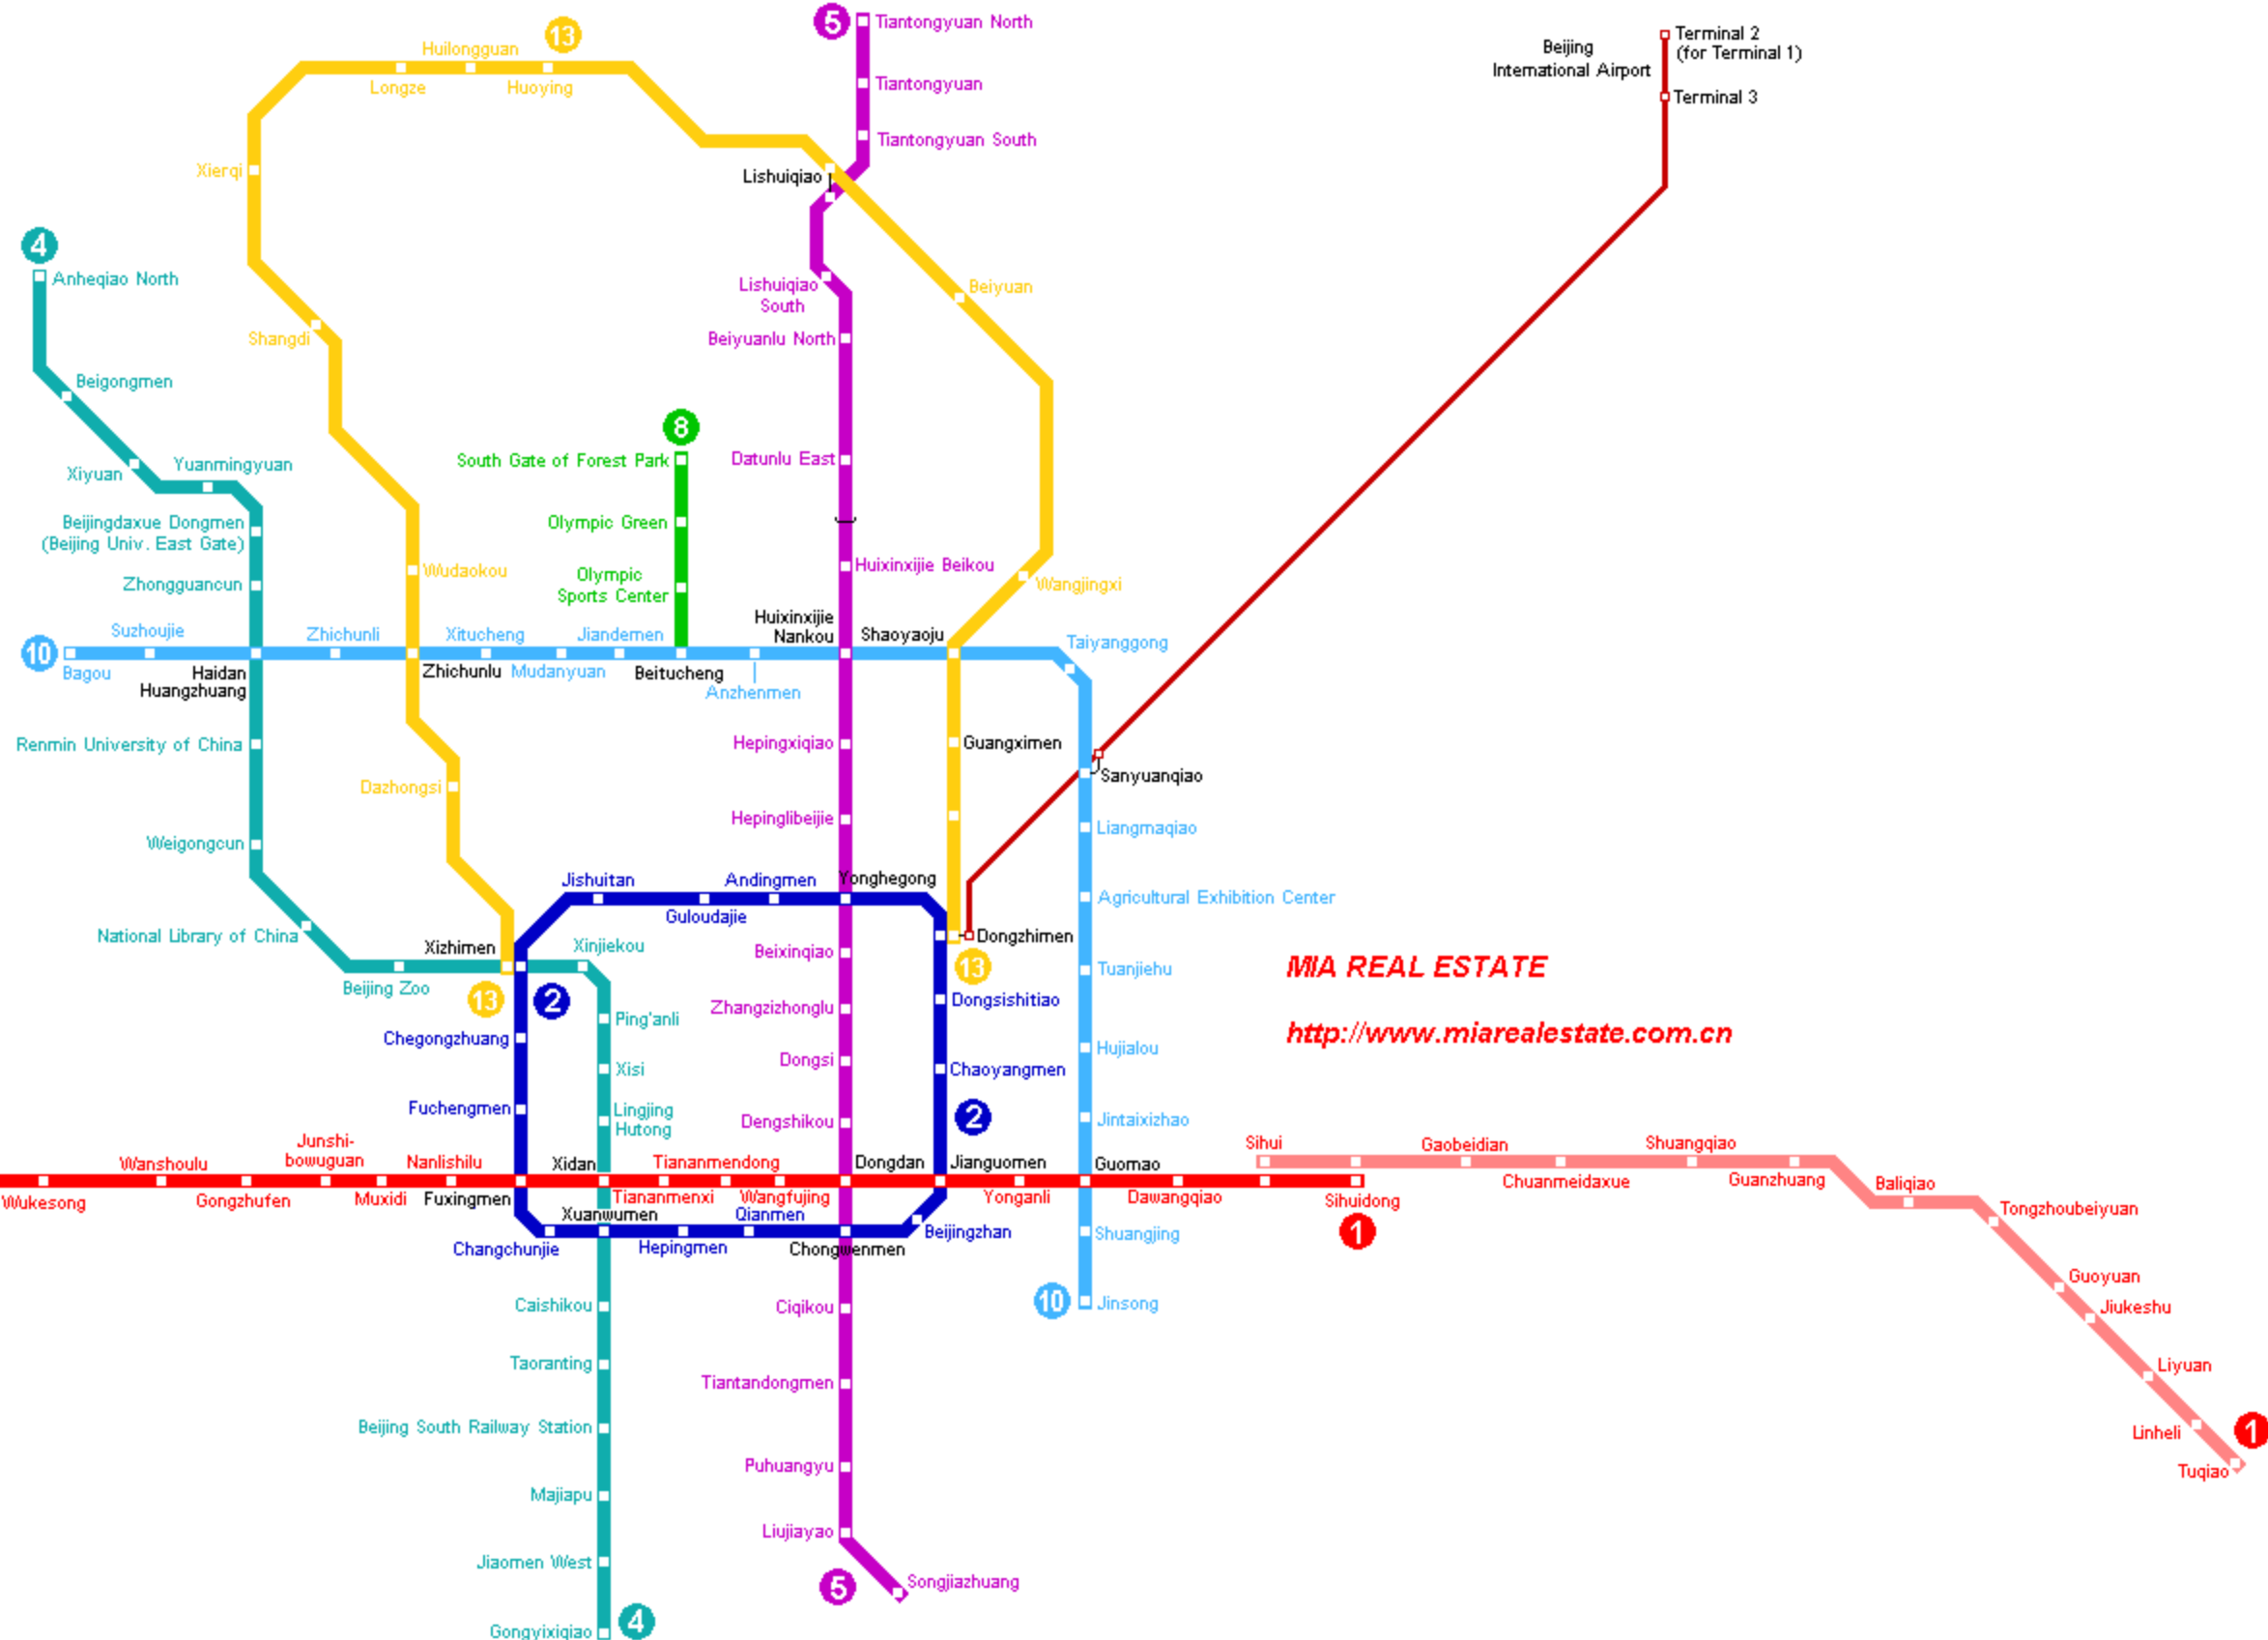 13
5
Tiantongyuan North
Terminal 2
(for Terminal 1)
Beijing
International Airport
Huilongguan
Longze
Huoying
Tiantongyuan
Terminal 3
Tiantongyuan South
Xierqi
Lishuiqiao
4
Anheqiao North
Lishuiqiao
South
Beiyuan
Shangdi
Beiyuanlu North
Beigongmen
8
Xiyuan
Yuanmingyuan
South Gate of Forest Park
Datunlu East
Beijingdaxue Dongmen
(Beijing Univ. East Gate)
Olympic Green
Zhongguancun
Wudaokou
Olympic
Sports Center
Huixinxijie Beikou
Wangjingxi
10
Suzhoujie
Zhichunli
Xitucheng
Jiandemen
Huixinxijie
Nankou
Shaoyaoju
Taiyanggong
Bagou
Haidan
Huangzhuang
Zhichunlu
Mudanyuan
Beitucheng
Anzhenmen
Renmin University of China
Hepingxiqiao
Guangximen
Sanyuanqiao
Dazhongsi
Hepinglibeijie
Liangmaqiao
Weigongcun
Jishuitan
Andingmen
Yonghegong
Guloudajie
Agricultural Exhibition Center
National Library of China
Xizhimen
Xinjiekou
Beixinqiao
Dongzhimen
13
Tuanjiehu
MIA REAL ESTATE
Beijing Zoo
13
2
Ping'anli
Zhangzizhonglu
Dongsishitiao
http://www.miarealestate.com.cn
Chegongzhuang
Xisi
Dongsi
Chaoyangmen
Hujialou
Fuchengmen
Lingjing
Hutong
Dengshikou
2
Jintaixizhao
Wanshoulu
Junshi-
bowuguan
Nanlishilu
Xidan
Tiananmendong
Dongdan
Jianguomen
Guomao
Sihui
Gaobeidian
Shuangqiao
Wukesong
Gongzhufen
Muxidi
Fuxingmen
Tiananmenxi
Wangfujing
Yonganli
Dawangqiao
Sihuidong
Chuanmeidaxue
Guanzhuang
Baliqiao
Tongzhoubeiyuan
Xuanwumen
Qianmen
Beijingzhan
Shuangjing
1
Changchunjie
Hepingmen
Chongwenmen
Guoyuan
Caishikou
Ciqikou
10
Jinsong
Jiukeshu
Taoranting
Tiantandongmen
Liyuan
Beijing South Railway Station
Linheli
1
Puhuangyu
Tuqiao
Majiapu
Liujiayao
Jiaomen West
5
Songjiazhuang
Gongyixiqiao
4